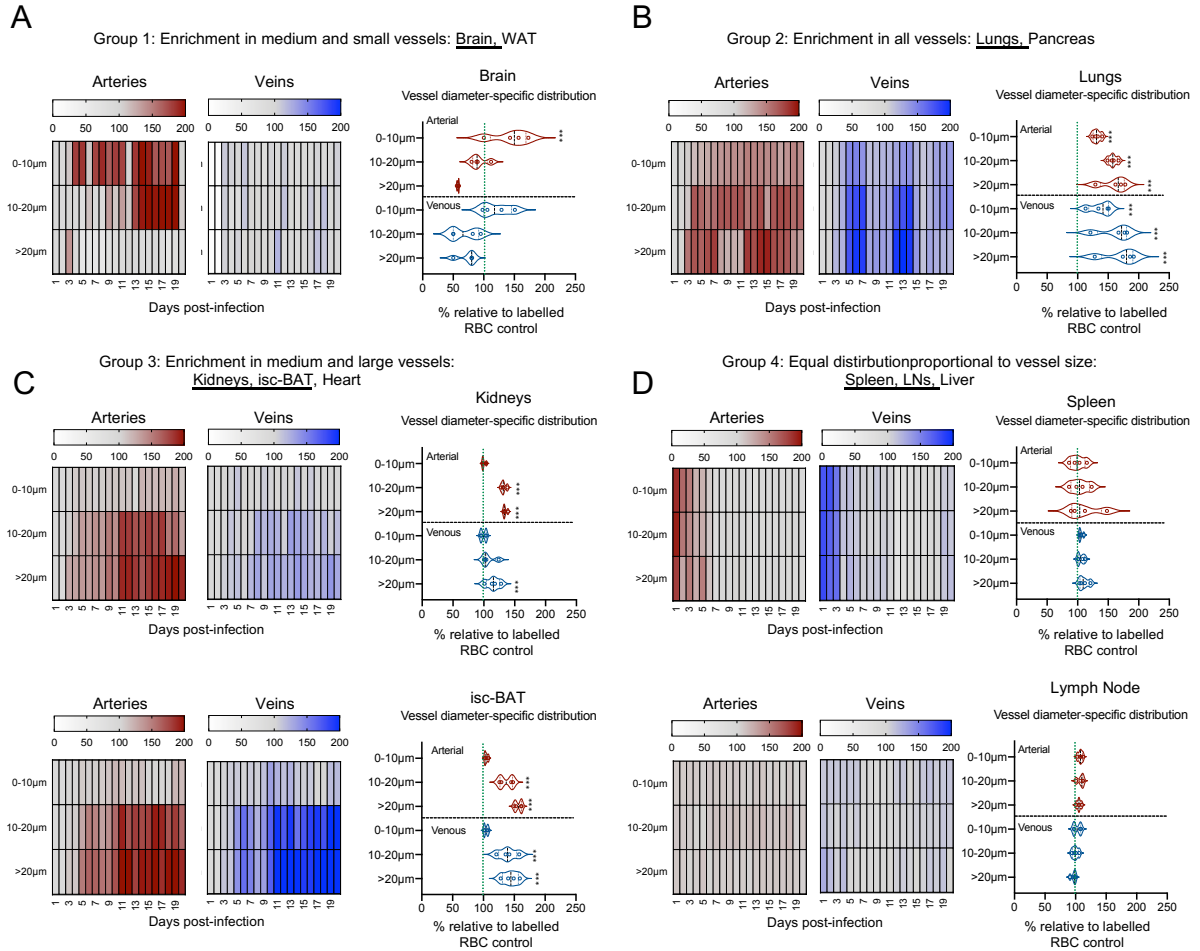 A
Group 1: Enrichment in medium and small vessels: Brain, WAT
Arteries
0 50 100 150 200
0-10µm
10-20µm
>20µm
1 3 5 7 9 11 13 15 17 19
Veins
0 50 100 150 200
1 3 5 7 9 11 13 15 17 19
Days post-infection
Brain
Vessel diameter-specific distribution
Arterial
0-10µm
***
10-20µm
>20µm
Venous
0-10µm
10-20µm
>20µm
0 50 100 150 200 250
% relative to labelled
RBC control
B
Group 2: Enrichment in all vessels: Lungs, Pancreas
Arteries
0 50 100 150 200
0-10µm
10-20µm
>20µm
1 3 5 7 9 11 13 15 17 19
Veins
0 50 100 150 200
1 3 5 7 9 11 13 15 17 19
Days post-infection
Lungs
Vessel diameter-specific distribution
Arterial
0-10µm
10-20µm
***
>20µm
***
Venous
0-10µm
***
10-20µm
***
>20µm
***
0 50 100 150 200 250
% relative to labelled
RBC control
C
Group 3: Enrichment in medium and large vessels:
Kidneys, isc-BAT, Heart
Arteries
0 50 100 150 200
0-10µm
10-20µm
>20µm
1 3 5 7 9 11 13 15 17 19
Veins
0 50 100 150 200
1 3 5 7 9 11 13 15 17 19
Days post-infection
Kidneys
Vessel diameter-specific distribution
Arterial
0-10µm
10-20µm
***
>20µm
***
Venous
0-10µm
10-20µm
>20µm
***
0 50 100 150 200 250
% relative to labelled
RBC control
Arteries
0 50 100 150 200
0-10µm
10-20µm
>20µm
1 3 5 7 9 11 13 15 17 19
Veins
0 50 100 150 200
1 3 5 7 9 11 13 15 17 19
Days post-infection
isc-BAT
Vessel diameter-specific distribution
Arterial
0-10µm
10-20µm
***
>20µm
***
Venous
0-10µm
10-20µm
***
>20µm
***
0 50 100 150 200 250
% relative to labelled
RBC control
D
Group 4: Equal distirbutionproportional to vessel size:
Spleen, LNs, Liver
Arteries
0 50 100 150 200
0-10µm
10-20µm
>20µm
1 3 5 7 9 11 13 15 17 19
Veins
0 50 100 150 200
1 3 5 7 9 11 13 15 17 19
Days post-infection
Spleen
Vessel diameter-specific distribution
Arterial
0-10µm
10-20µm
>20µm
Venous
0-10µm
10-20µm
>20µm
0 50 100 150 200 250
% relative to labelled
RBC control
Arteries
0 50 100 150 200
0-10µm
10-20µm
>20µm
1 3 5 7 9 11 13 15 17 19
Veins
0 50 100 150 200
1 3 5 7 9 11 13 15 17 19
Days post-infection
Lymph Node
Vessel diameter-specific distribution
Arterial
0-10µm
10-20µm
>20µm
Venous
0-10µm
10-20µm
>20µm
0 50 100 150 200 250
% relative to labelled
RBC control